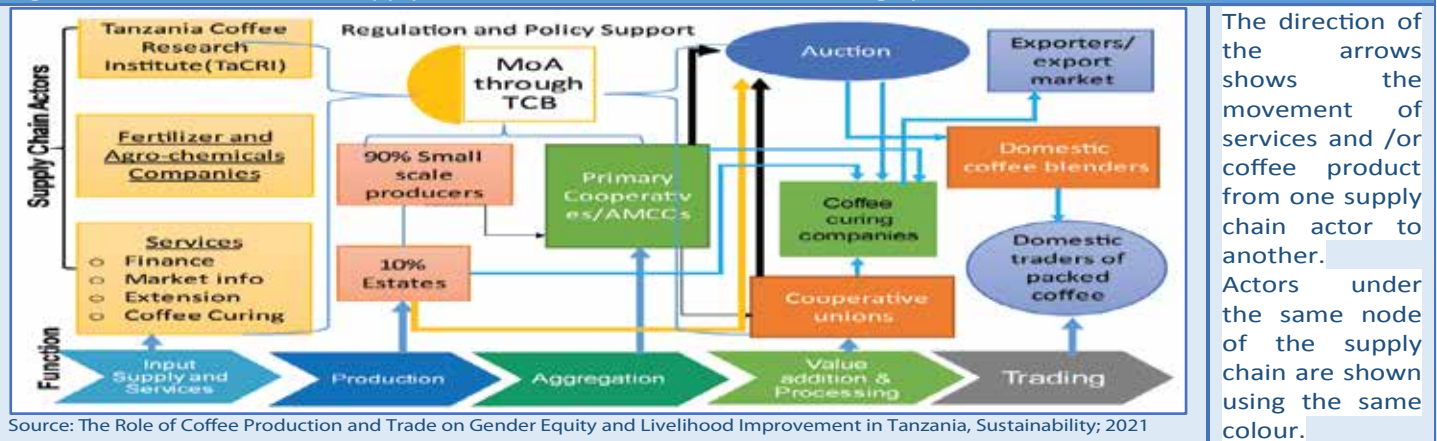 Tanzania Coffee
Research
Institute(TaCRI)
Fertilizer and
Agro-chemicals
Companies
Services
○ Finance
○ Market info
○ Extension
○ Coffee Curing
Supply Chain Actors
Function
Regulation and Policy Support
MoA
through
TCB
90% Small
scale
producers
10%
Estates
Primary
Cooperativ
es/AMCOs
Auction
Exporters/
export
market
Domestic
coffee blenders
Coffee
curing
companies
Domestic
traders of
packed
coffee
Cooperative
unions
Input
Supply and
Services
Production
Aggregation
Value
addition &
Processing
Trading
Source: The Role of Coffee Production and Trade on Gender Equity and Livelihood Improvement in Tanzania, Sustainability; 2021
The direction of
the arrows
shows the
movement of
services and /or
coffee product
from one supply
chain actor to
another.
Actors under
the same node
of the supply
chain are shown
using the same
colour.